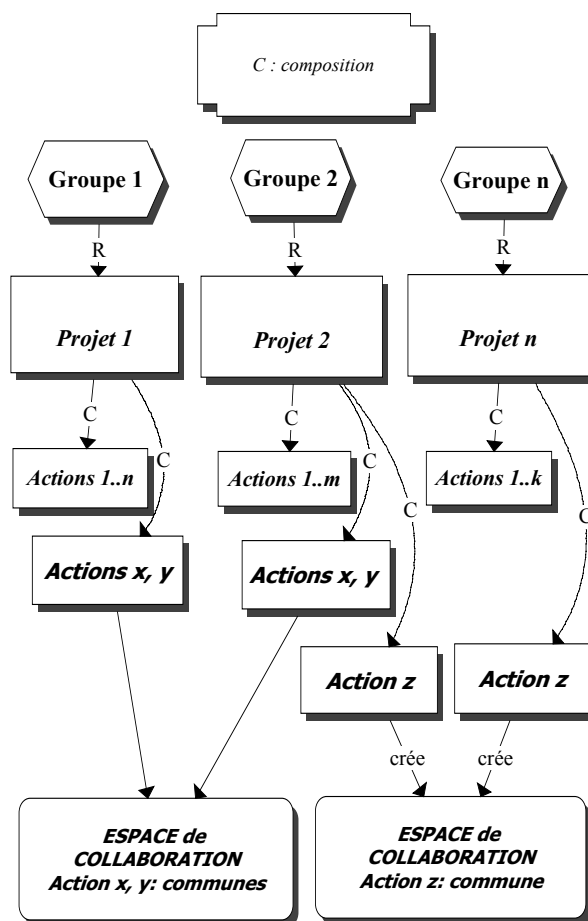 C : composition
Groupe 1
Groupe 2
Groupe n
R
R
R
Projet 1
Projet 2
Projet n
C
C
C
C
C
C
C
Actions 1..n
Actions 1..m
Actions 1..k
Actions x, y
Actions x, y
Action z
Action z
crée
crée
ESPACE de
COLLABORATION
Action x, y: communes
ESPACE de
COLLABORATION
Action z: commune